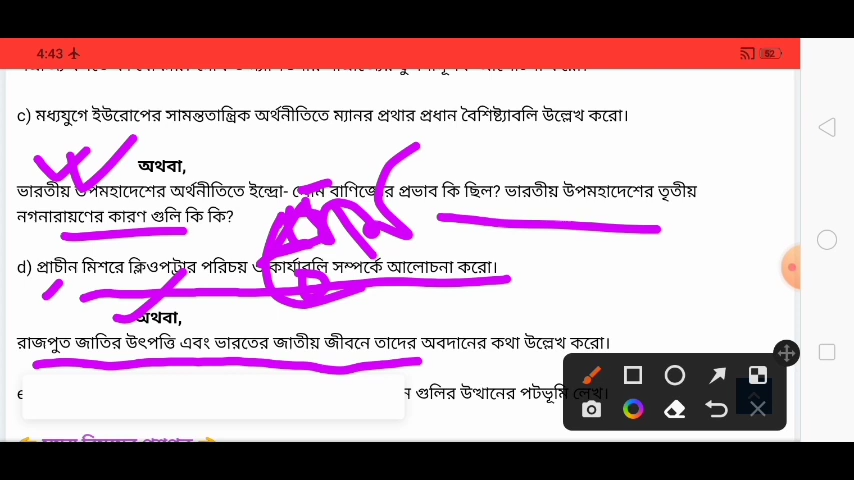 4:43
52
c) মধ্যযুগে ইউরোপের সামন্ততান্ত্রিক অর্থনীতিতে ম্যানর প্রথার প্রধান বৈশিষ্ট্যাবলি উল্লেখ করো।
অথবা,
ভারতীয় উপমহাদেশের অর্থনীতিতে ইন্দ্রো- রোম বাণিজ্যের প্রভাব কি ছিল? ভারতীয় উপমহাদেশের তৃতীয়
নগনারায়ণের কারণ গুলি কি কি?
d) প্রাচীন মিশরে ক্লিওপট্রার পরিচয় ও কার্যাবলি সম্পর্কে আলোচনা করো।
অথবা,
রাজপুত জাতির উৎপত্তি এবং ভারতের জাতীয় জীবনে তাদের অবদানের কথা উল্লেখ করো।
গুলির উত্থানের পটভূমি লেখ।